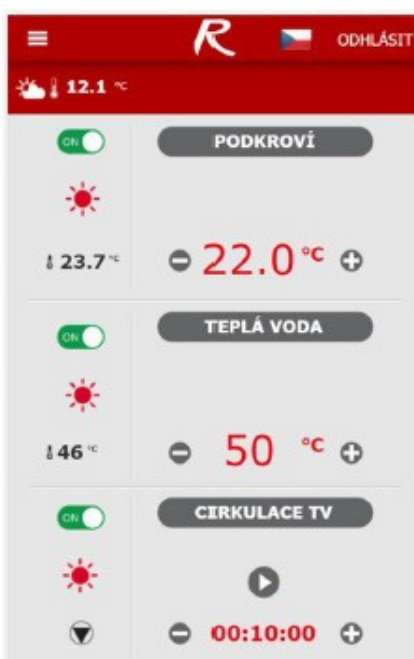 R ODHLÁSIT
12.1 °C
ON PODKROVÍ
23.7 °C 22.0 °C
ON TEPLÁ VODA
46 °C 50 °C
ON CIRKULACE TV
00:10:00